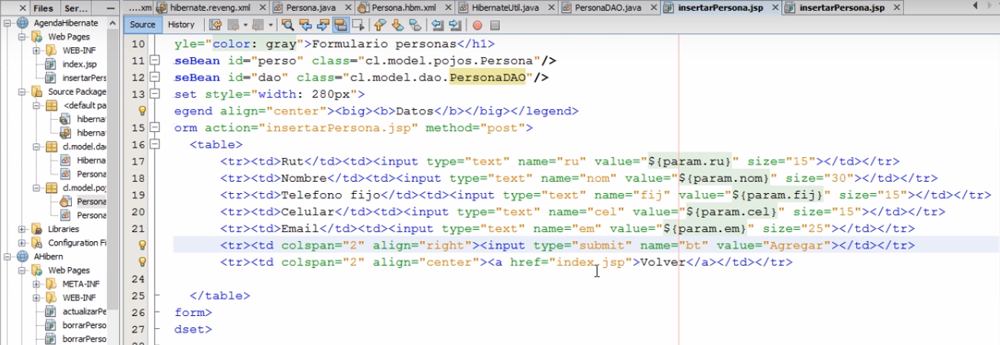 Files
Ser...
....xm
hibernate.reveng.xml
Persona.java
Persona.hbm.xml
HibernateUtil.java
PersonaDAO.java
insertarPersona.jsp
insertarPersona.jsp
Source
History
AgendaHibernate
Web Pages
WEB-INF
index.jsp
insertarPers
Source Package
<default pa
hibernat
hibernat
cl.model.dao
Hiberna
Persona
cl.model.poj
Persona
Persona
Libraries
Configuration Fi
AHibern
Web Pages
META-INF
WEB-INF
actualizarPe
borrarPerso
borrarPerso
10 yle="color: gray">Formulario personas</h1>
11 seBean id="perso" class="cl.model.pojos.Persona"/>
12 seBean id="dao" class="cl.model.dao.PersonaDAO"/>
13 set style="width: 280px">
egend align="center"><big><b>Datos</b></big></legend>
15 orm action="insertarPersona.jsp" method="post">
16 <table>
17 <tr><td>Rut</td><td><input type="text" name="ru" value="${param.ru}" size="15"></td></tr>
18 <tr><td>Nombre</td><td><input type="text" name="nom" value="${param.nom}" size="30"></td></tr>
19 <tr><td>Telefono fijo</td><td><input type="text" name="fij" value="${param.fij}" size="15"></td></tr>
20 <tr><td>Celular</td><td><input type="text" name="cel" value="${param.cel}" size="15"></td></tr>
21 <tr><td>Email</td><td><input type="text" name="em" value="${param.em}" size="25"></td></tr>
<tr><td colspan="2" align="right"><input type="submit" name="bt" value="Agregar"></td></tr>
<tr><td colspan="2" align="center"><a href="index.jsp">Volver</a></td></tr>
24
25 </table>
26 form>
27 dset>